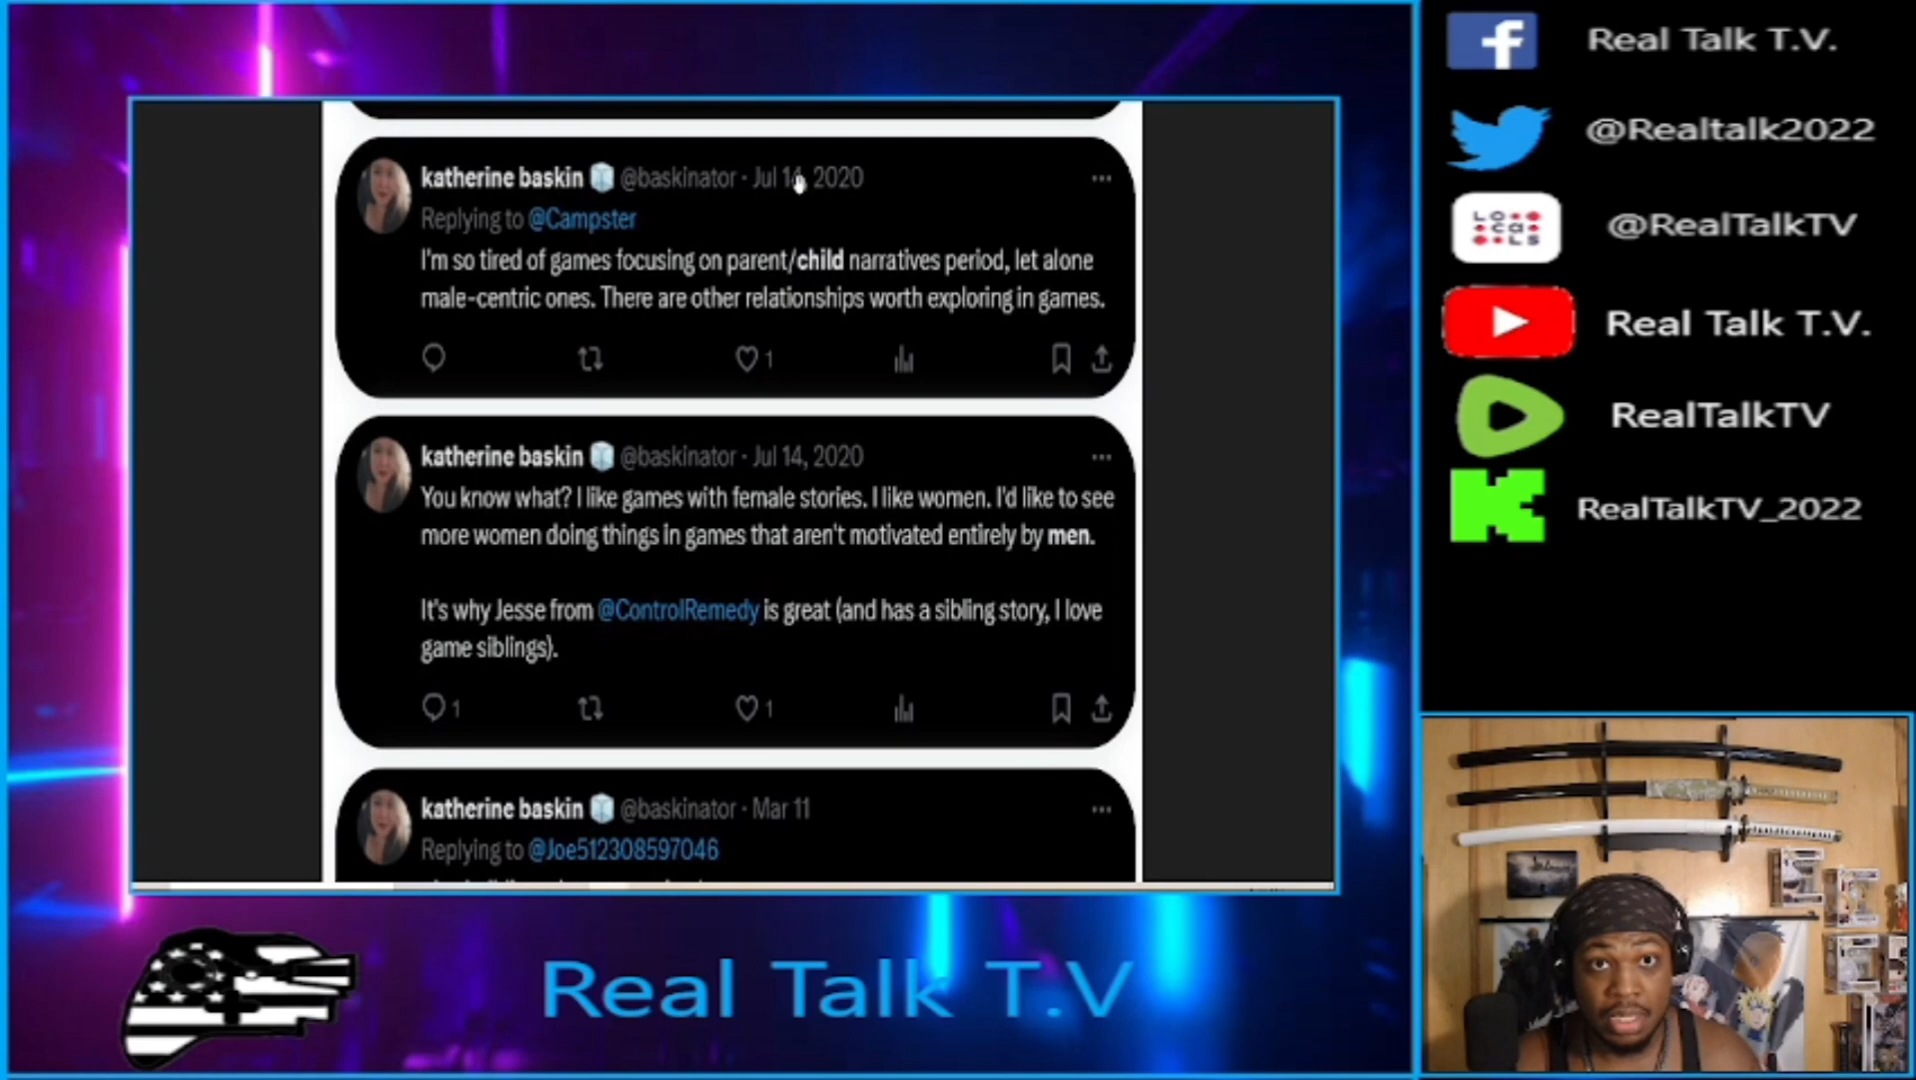 katherine baskin @baskinator · Jul 14, 2020
Replying to @Campster
I'm so tired of games focusing on parent/child narratives period, let alone
male-centric ones. There are other relationships worth exploring in games.
1
katherine baskin @baskinator · Jul 14, 2020
You know what? I like games with female stories. I like women. I'd like to see
more women doing things in games that aren't motivated entirely by men.
It's why Jesse from @ControlRemedy is great (and has a sibling story, I love
game siblings).
1 1
katherine baskin @baskinator · Mar 11
Replying to @Joe512308597046
Real Talk T.V
Real Talk T.V.
@Realtalk2022
LOCALS
@RealTalkTV
Real Talk T.V.
RealTalkTV
RealTalkTV_2022